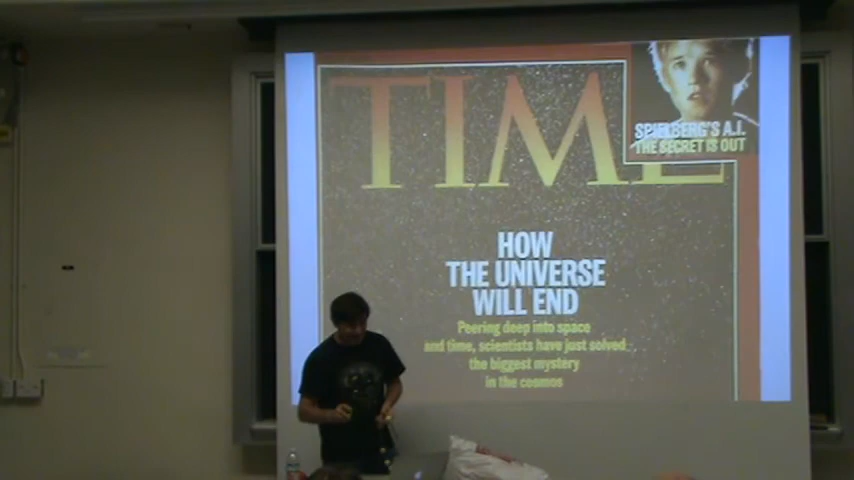 TIME
SPIELBERG'S A.I.
THE SECRET IS OUT
HOW
THE UNIVERSE
WILL END
Peering deep into space
and time, scientists have just solved
the biggest mystery
in the cosmos